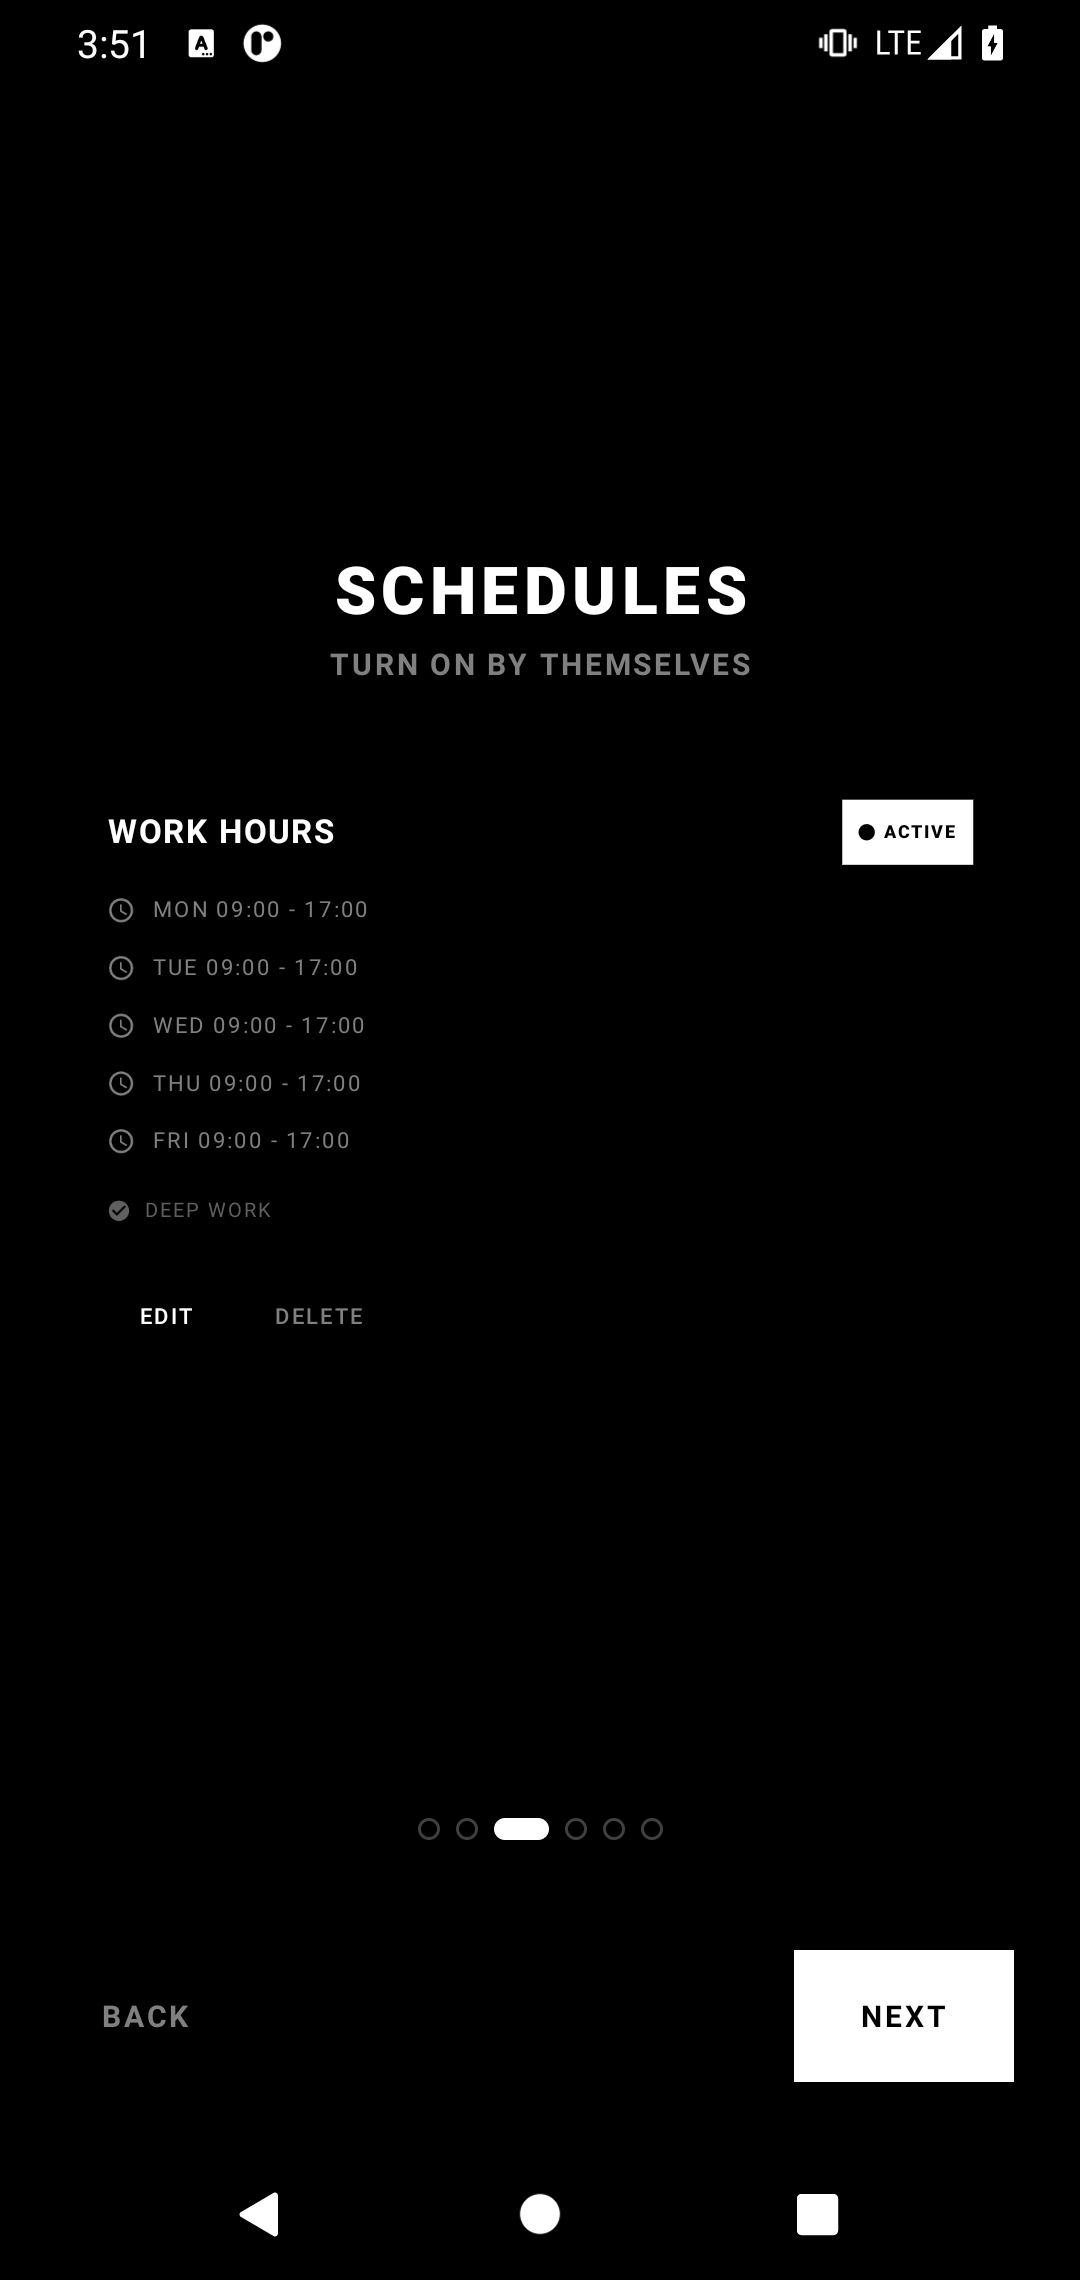 3:51
LTE
SCHEDULES
TURN ON BY THEMSELVES
WORK HOURS
ACTIVE
MON 09:00 - 17:00
TUE 09:00 - 17:00
WED 09:00 - 17:00
THU 09:00 - 17:00
FRI 09:00 - 17:00
DEEP WORK
EDIT DELETE
BACK
NEXT